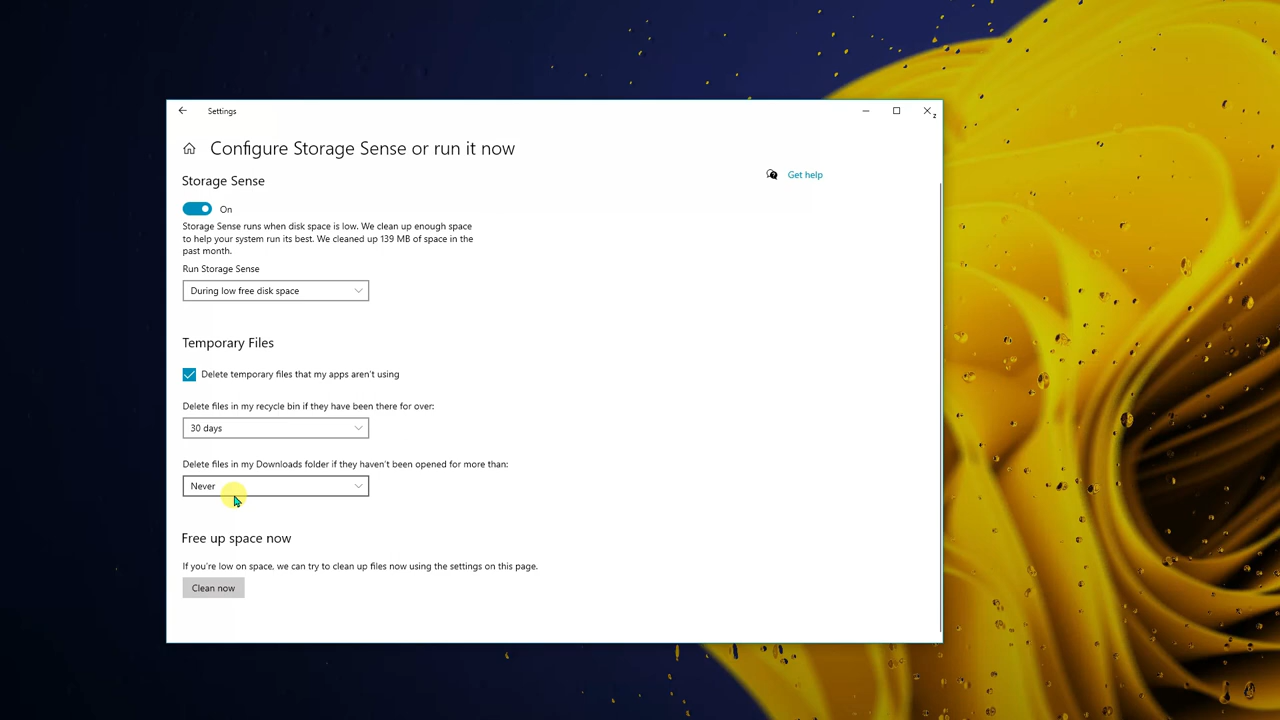 Settings
Configure Storage Sense or run it now
Storage Sense
Get help
On
Storage Sense runs when disk space is low. We clean up enough space
to help your system run its best. We cleaned up 139 MB of space in the
past month.
Run Storage Sense
During low free disk space
Temporary Files
Delete temporary files that my apps aren't using
Delete files in my recycle bin if they have been there for over:
30 days
Delete files in my Downloads folder if they haven't been opened for more than:
Never
Free up space now
If you're low on space, we can try to clean up files now using the settings on this page.
Clean now